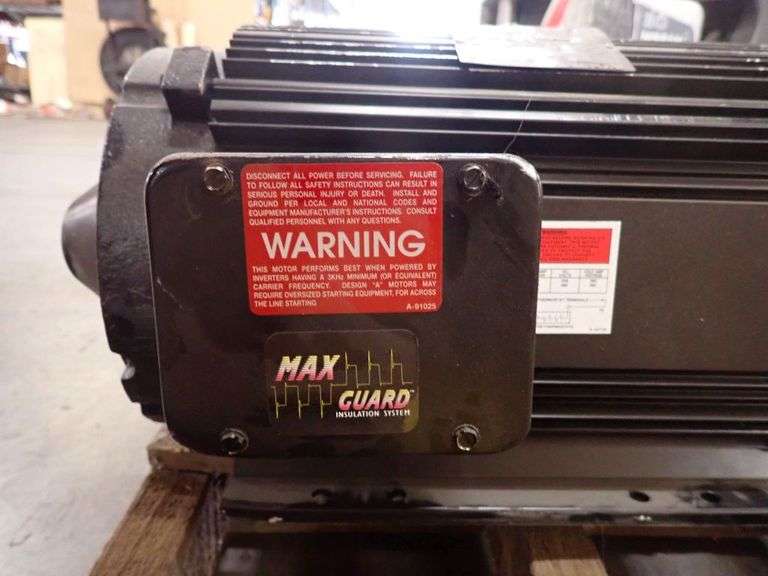 DISCONNECT ALL POWER BEFORE SERVICING. FAILURE
TO FOLLOW ALL SAFETY INSTRUCTIONS CAN RESULT IN
SERIOUS PERSONAL INJURY OR DEATH. INSTALL AND
GROUND PER LOCAL AND NATIONAL CODES AND
EQUIPMENT MANUFACTURER'S INSTRUCTIONS. CONSULT
QUALIFIED PERSONNEL WITH ANY QUESTIONS.
WARNING
THIS MOTOR PERFORMS BEST WHEN POWERED BY
INVERTERS HAVING A 3KHz MINIMUM (OR EQUIVALENT)
CARRIER FREQUENCY. DESIGN "A" MOTORS MAY
REQUIRE OVERSIZED STARTING EQUIPMENT, FOR ACROSS
THE LINE STARTING
A-91025
MAX
GUARD™
INSULATION SYSTEM